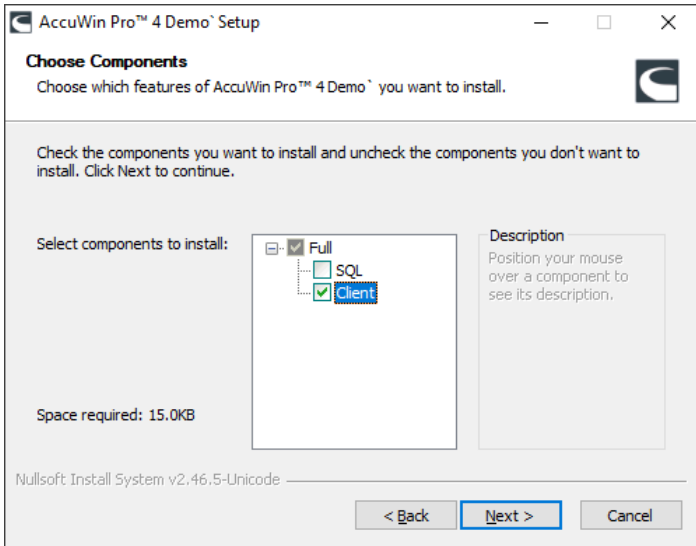 AccuWin Pro™ 4 Demo` Setup
Choose Components
Choose which features of AccuWin Pro™ 4 Demo` you want to install.
Check the components you want to install and uncheck the components you don't want to
install. Click Next to continue.
Select components to install:
Full
SQL
Client
Description
Position your mouse
over a component to
see its description.
Space required: 15.0KB
Nullsoft Install System v2.46.5-Unicode
< Back
Next >
Cancel